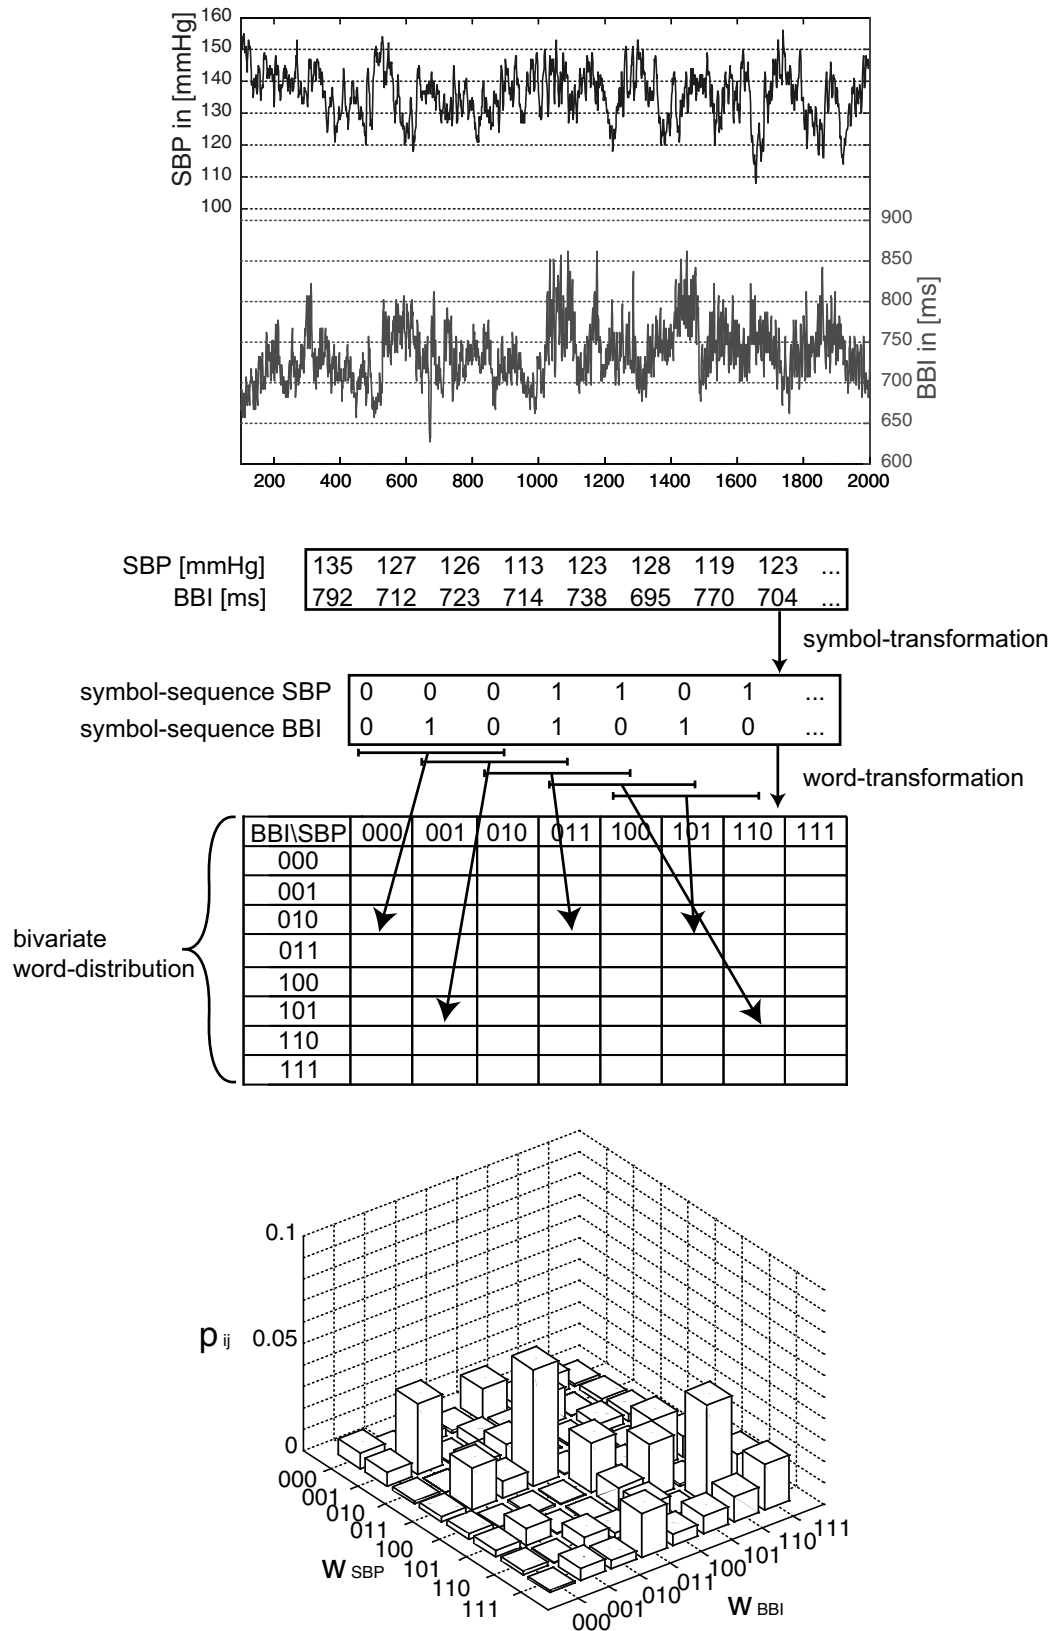 SBP in [mmHg]
160
150
140
130
120
110
100
900
850
800
750
700
650
600
BBI in [ms]
200 400 600 800 1000 1200 1400 1600 1800 2000
SBP [mmHg] 135 127 126 113 123 128 119 123 ...
BBI [ms] 792 712 723 714 738 695 770 704 ...
symbol-transformation
symbol-sequence SBP 0 0 0 1 1 0 1 ...
symbol-sequence BBI 0 1 0 1 0 1 0 ...
word-transformation
BBI\SBP 000 001 010 011 100 101 110 111
000
001
010
011
100
101
110
111
bivariate
word-distribution
0.1
0.05
0
p ij
000
001
010
011
100
101
110
111
W SBP
000
001
010
011
100
101
110
111
W BBI